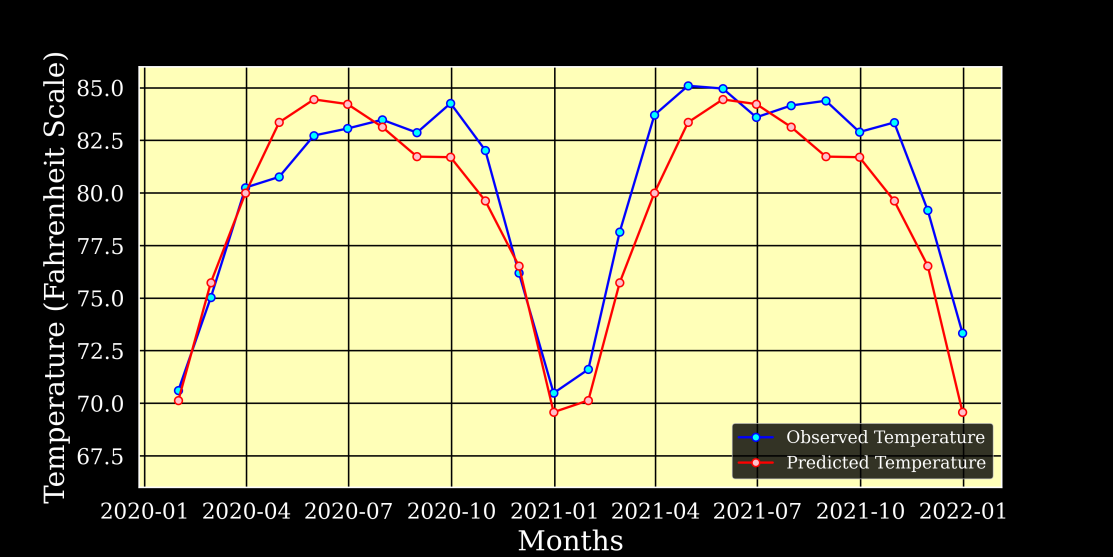 Temperature (Fahrenheit Scale)
85.0
82.5
80.0
77.5
75.0
72.5
70.0
67.5
Observed Temperature
Predicted Temperature
2020-01 2020-04 2020-07 2020-10 2021-01 2021-04 2021-07 2021-10 2022-01
Months